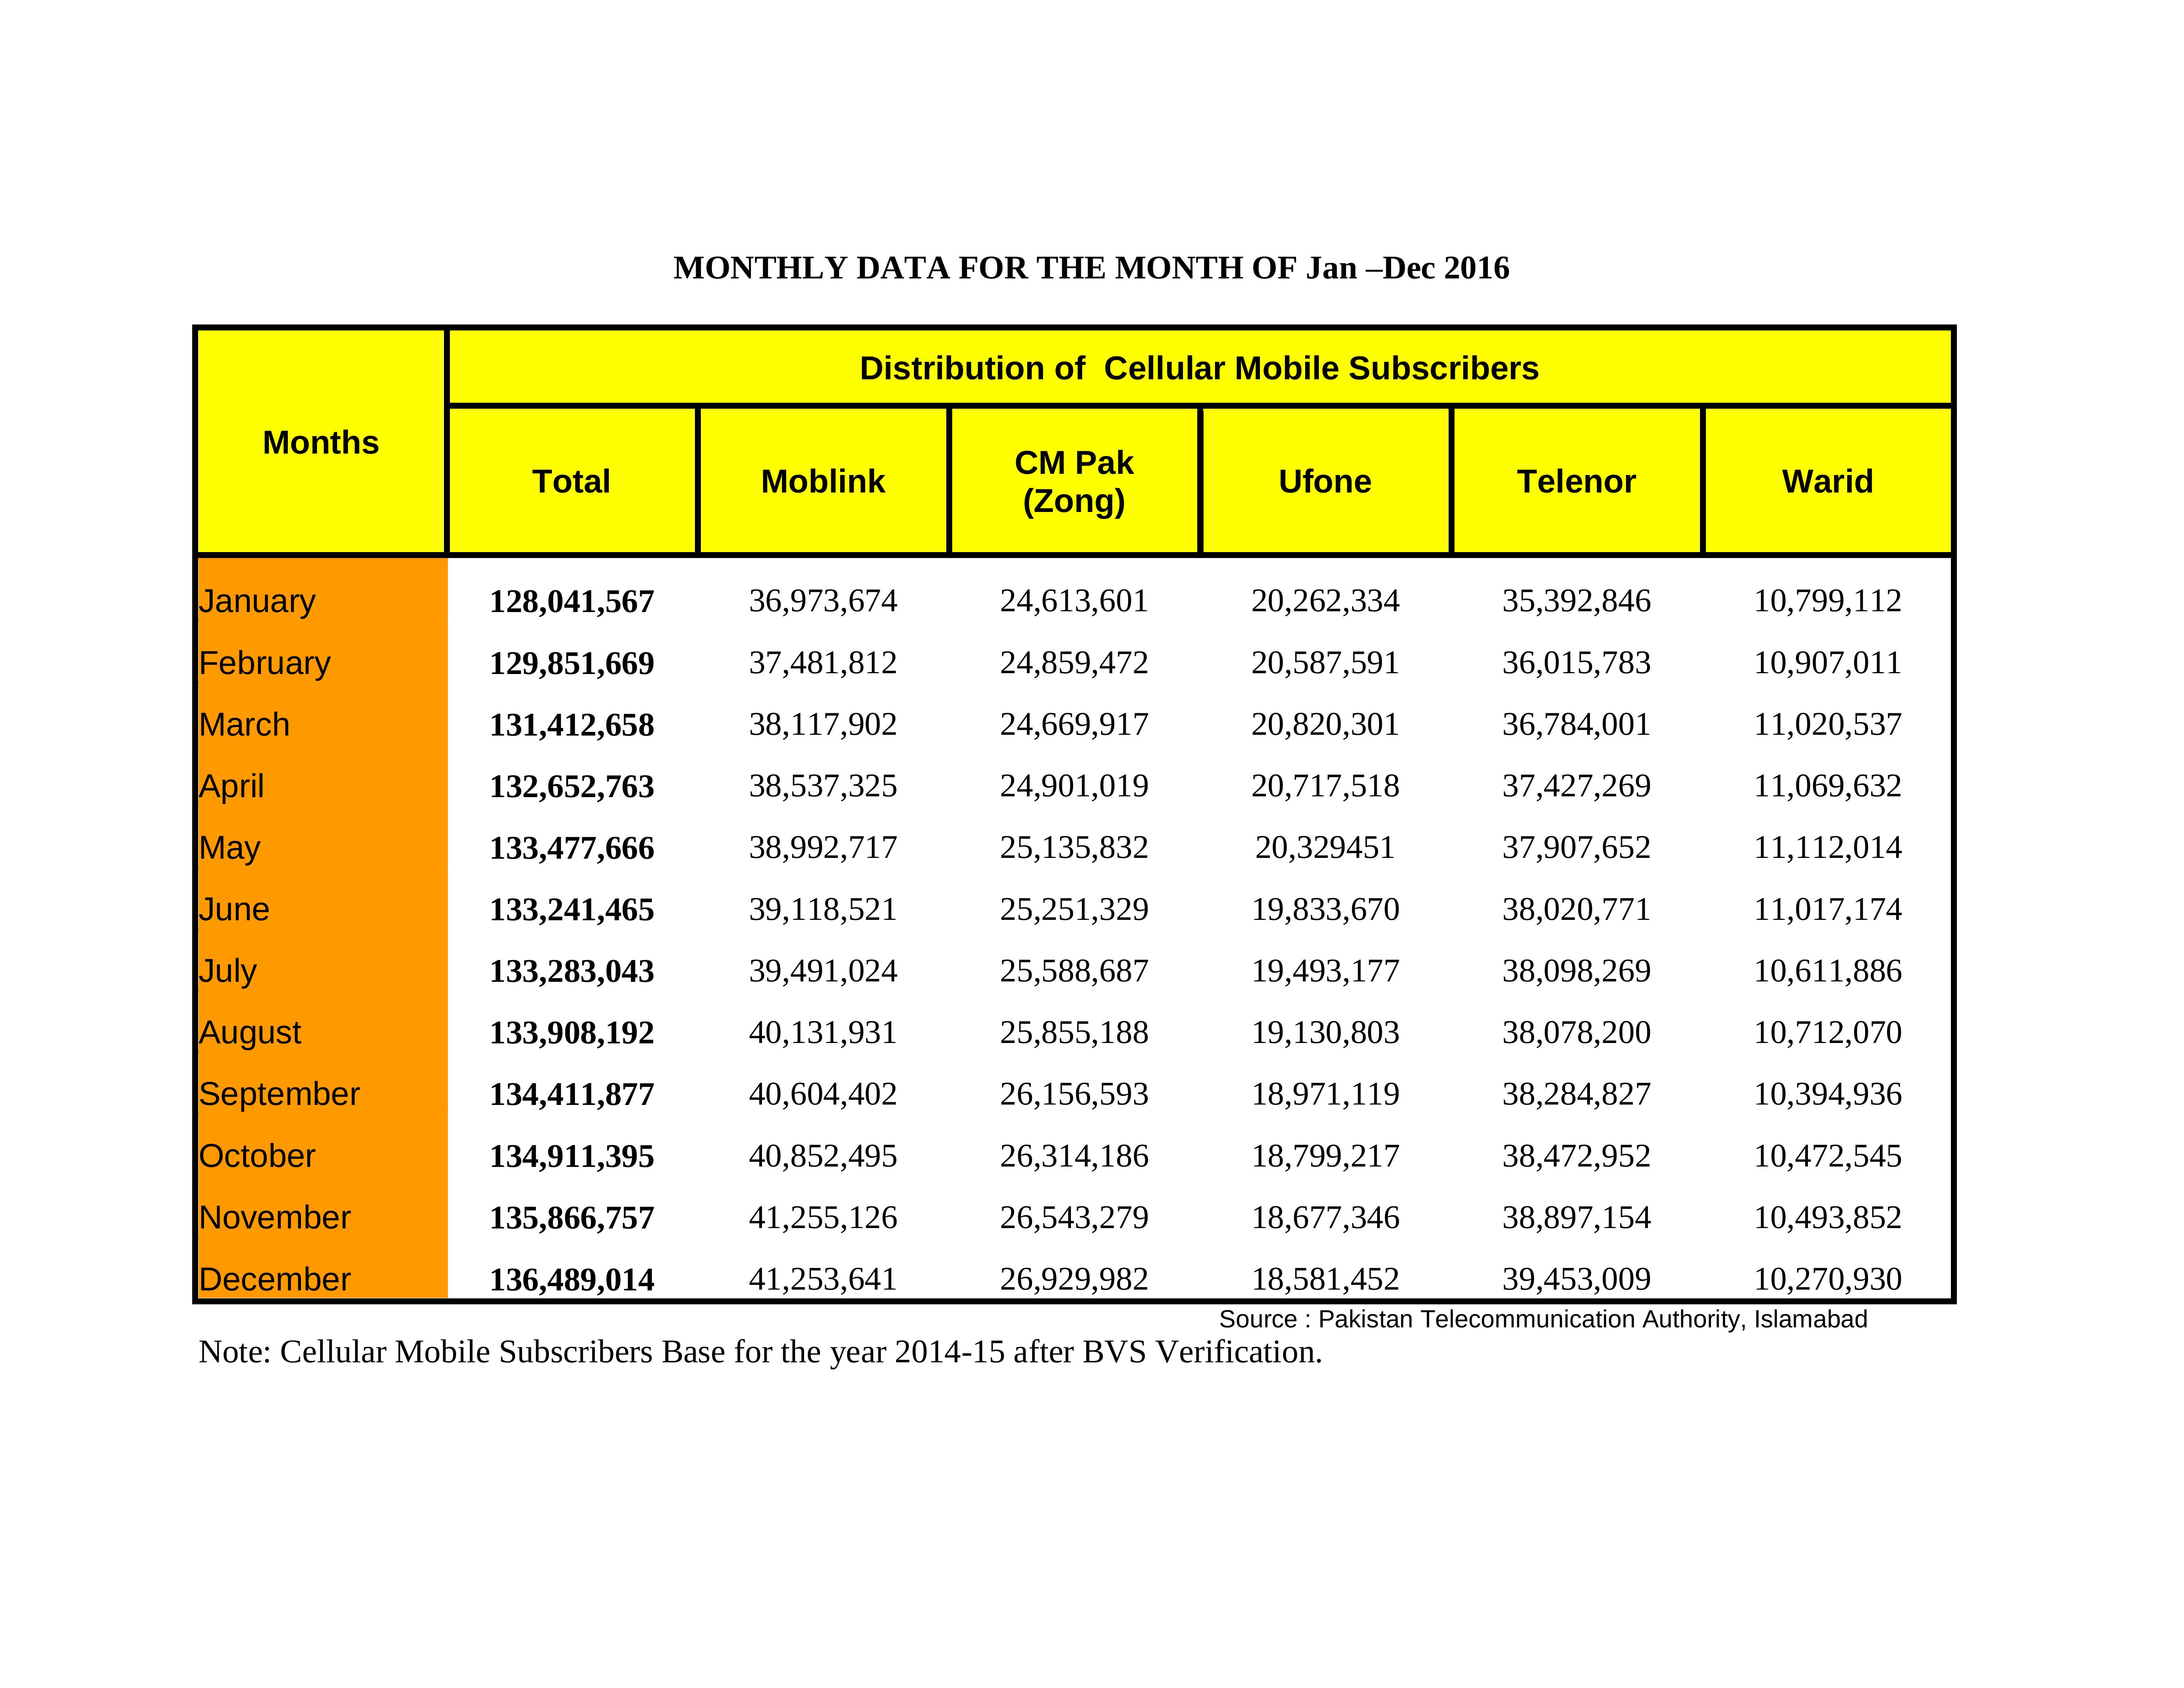 MONTHLY DATA FOR THE MONTH OF Jan –Dec 2016
Distribution of  Cellular Mobile Subscribers
Months
Total Moblink CM Pak (Zong) Ufone Telenor Warid
January 128,041,567 36,973,674 24,613,601 20,262,334 35,392,846 10,799,112
February 129,851,669 37,481,812 24,859,472 20,587,591 36,015,783 10,907,011
March 131,412,658 38,117,902 24,669,917 20,820,301 36,784,001 11,020,537
April 132,652,763 38,537,325 24,901,019 20,717,518 37,427,269 11,069,632
May 133,477,666 38,992,717 25,135,832 20,329451 37,907,652 11,112,014
June 133,241,465 39,118,521 25,251,329 19,833,670 38,020,771 11,017,174
July 133,283,043 39,491,024 25,588,687 19,493,177 38,098,269 10,611,886
August 133,908,192 40,131,931 25,855,188 19,130,803 38,078,200 10,712,070
September 134,411,877 40,604,402 26,156,593 18,971,119 38,284,827 10,394,936
October 134,911,395 40,852,495 26,314,186 18,799,217 38,472,952 10,472,545
November 135,866,757 41,255,126 26,543,279 18,677,346 38,897,154 10,493,852
December 136,489,014 41,253,641 26,929,982 18,581,452 39,453,009 10,270,930
Source : Pakistan Telecommunication Authority, Islamabad
Note: Cellular Mobile Subscribers Base for the year 2014-15 after BVS Verification.